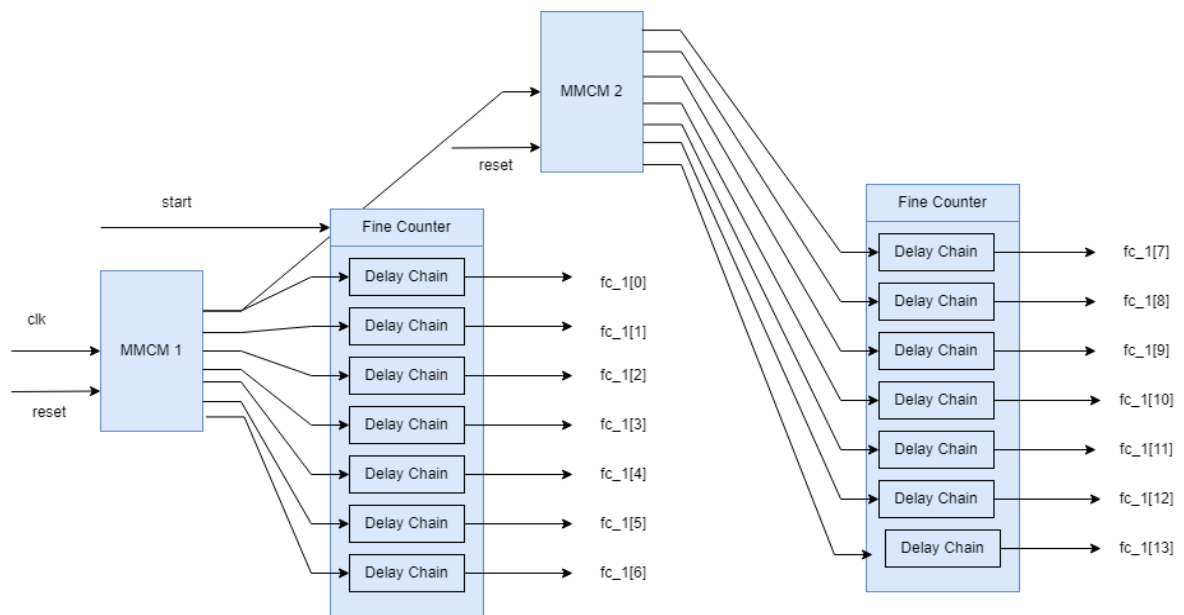 MMCM 2
reset
start
Fine Counter
Delay Chain
fc_1[0]
Delay Chain
fc_1[1]
Delay Chain
fc_1[2]
Delay Chain
fc_1[3]
Delay Chain
fc_1[4]
Delay Chain
fc_1[5]
Delay Chain
fc_1[6]
clk
MMCM 1
reset
Fine Counter
Delay Chain
fc_1[7]
Delay Chain
fc_1[8]
Delay Chain
fc_1[9]
Delay Chain
fc_1[10]
Delay Chain
fc_1[11]
Delay Chain
fc_1[12]
Delay Chain
fc_1[13]